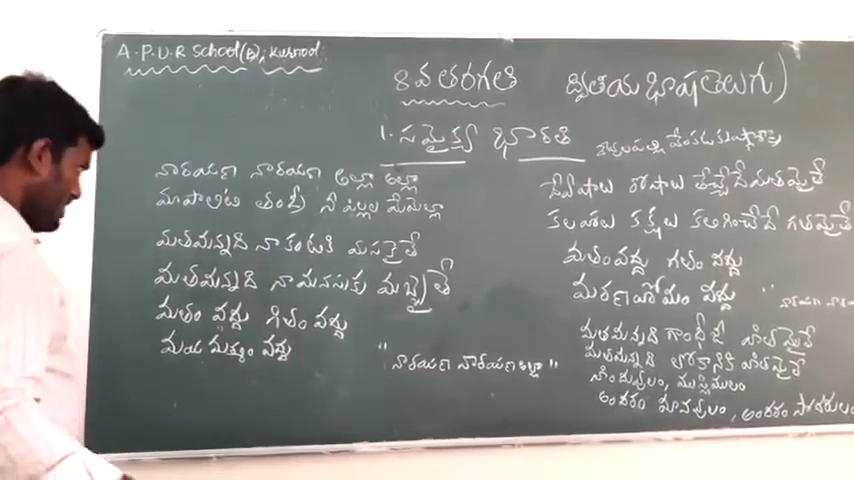 A.P.U.R School(B), Kurnool
8వ తరగతి ద్వితీయ భాష తెలుగు)
1. సమైక్య భారతి
నారాయణ నారాయణ అల్లా అల్లా
మాపాలిటి తండ్రీ నీ పిల్లల మేమెల్లా
మతమన్నది నా కంటికి మసకైతే
మతమన్నది నా మనసుకు మబ్బైతే
మతం వద్దు గితం వద్దు
మాయ మర్మం వద్దు
"నారాయణ నారాయణ అల్లా"
ద్వేషాలు రోషాలు తెచ్చేదే మతమైతే
కలహాలు కక్షలు కలిగించేదే గతమైతే
మతం వద్దు గతం వద్దు
మారణహోమం వద్దు
"నారాయణ
మతమన్నది గాంధీజీ హితమైతే
మతమన్నది లోకానికి హితమైతే
హిందువులం, ముస్లిములం
అందరం మానవులం, అందరం సోదరులం